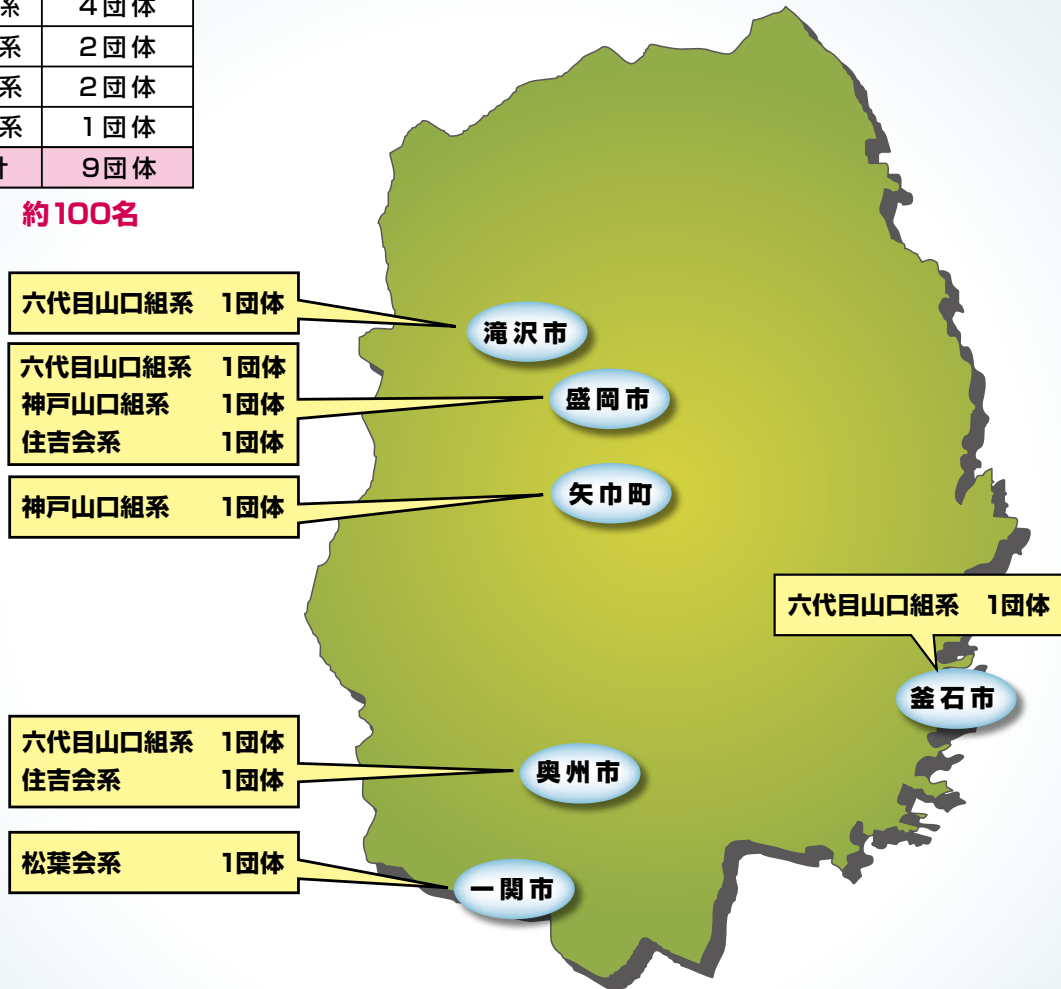 系 4団体
系 2団体
系 2団体
系 1団体
計 9団体
約100名
六代目山口組系 1団体
滝沢市
六代目山口組系 1団体
神戸山口組系 1団体
住吉会系 1団体
盛岡市
神戸山口組系 1団体
矢巾町
六代目山口組系 1団体
釜石市
六代目山口組系 1団体
住吉会系 1団体
奥州市
松葉会系 1団体
一関市